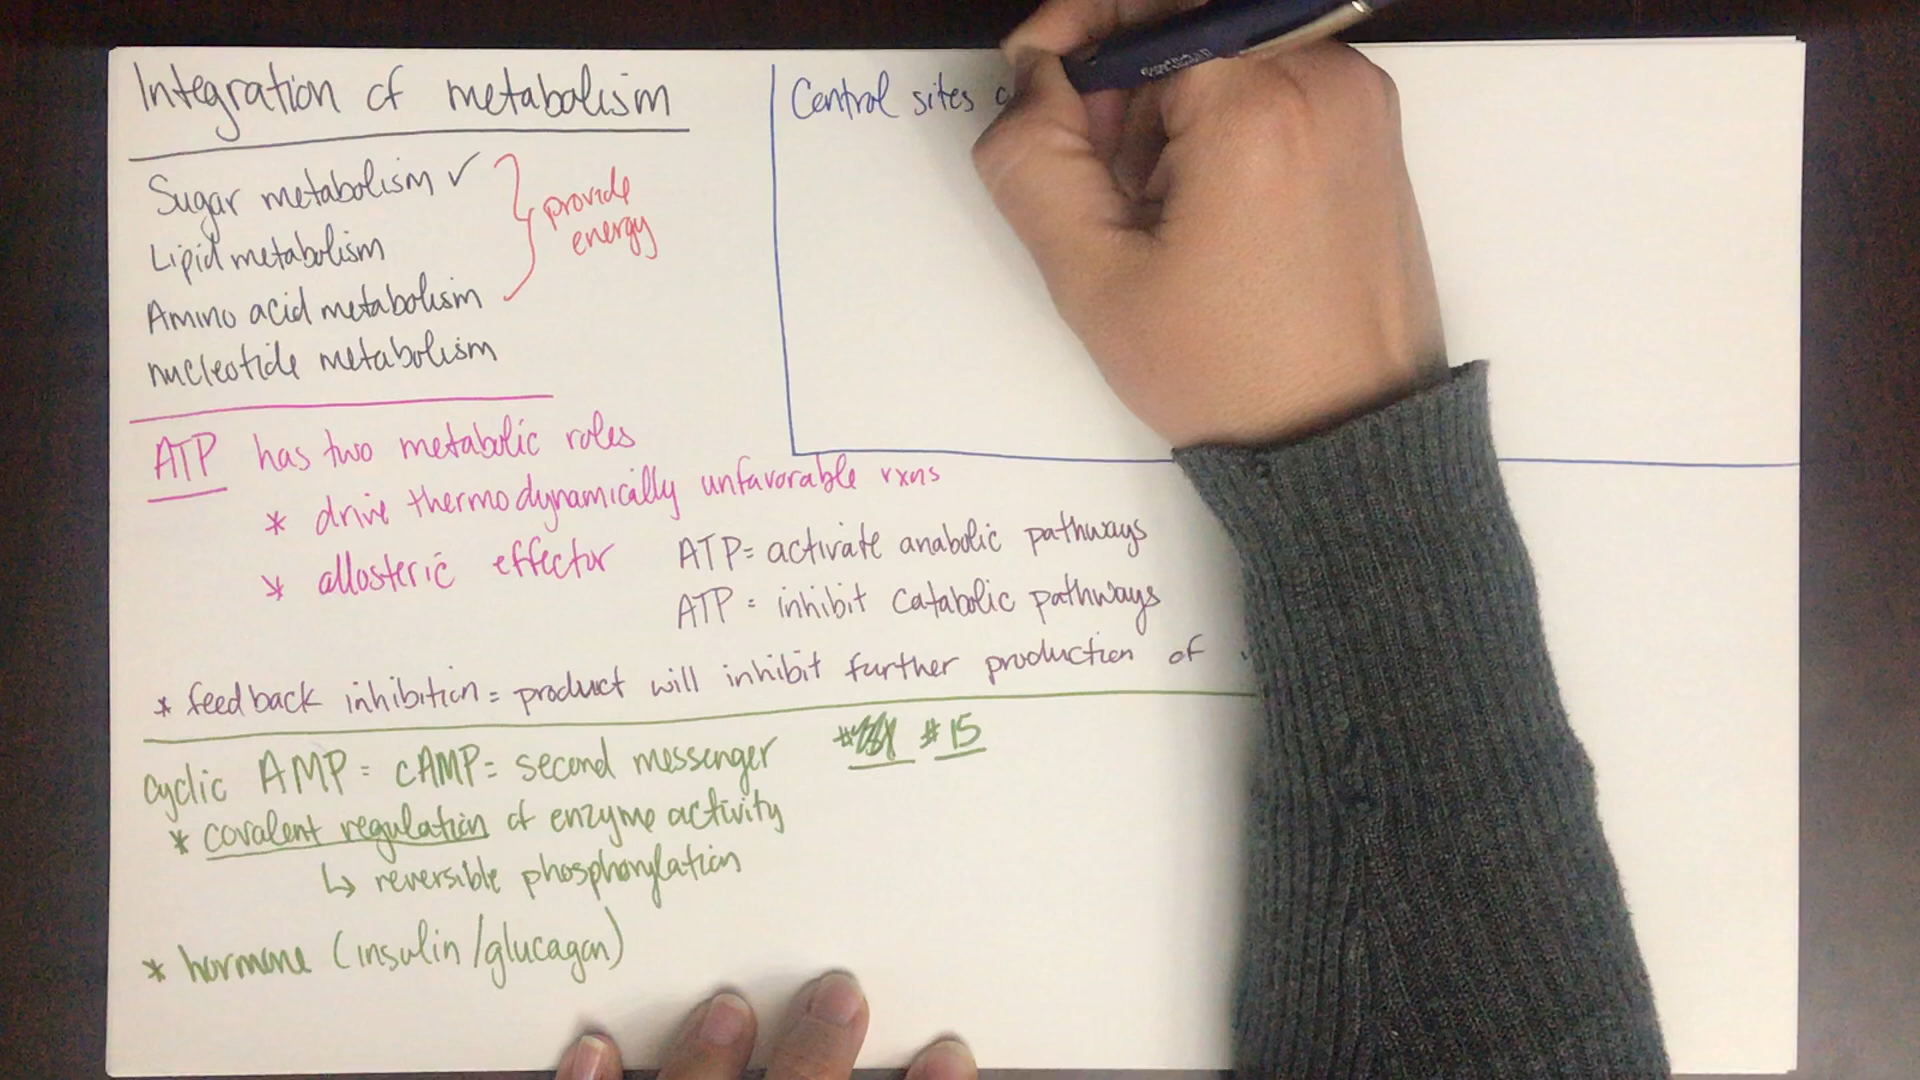 Integration of metabolism
Sugar metabolism ✓
Lipid metabolism
Amino acid metabolism
nucleotide metabolism
provide
energy
Control sites
ATP has two metabolic roles
* drive thermodynamically unfavorable rxns
* allosteric effector
ATP = activate anabolic pathways
ATP = inhibit catabolic pathways
* feedback inhibition = product will inhibit further production of
cyclic AMP = cAMP = second messenger
#15
* covalent regulation of enzyme activity
↳ reversible phosphorylation
* hormone (insulin/glucagon)